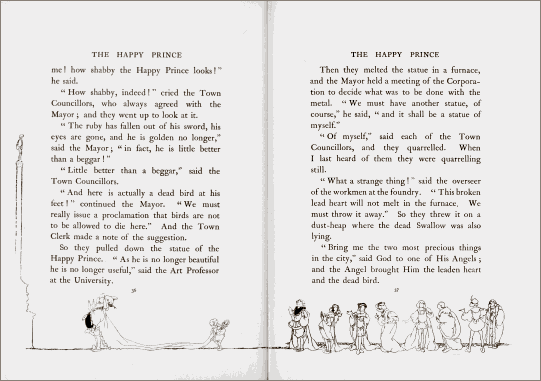 THE HAPPY PRINCE
me! how shabby the Happy Prince looks!"
he said.
"How shabby, indeed!" cried the Town
Councillors, who always agreed with the
Mayor; and they went up to look at it.
"The ruby has fallen out of his sword, his
eyes are gone, and he is golden no longer,"
said the Mayor; "in fact, he is little better
than a beggar!"
"Little better than a beggar," said the
Town Councillors.
"And here is actually a dead bird at his
feet!" continued the Mayor. "We must
really issue a proclamation that birds are not
to be allowed to die here." And the Town
Clerk made a note of the suggestion.
So they pulled down the statue of the
Happy Prince. "As he is no longer beautiful
he is no longer useful," said the Art Professor
at the University.
26
THE HAPPY PRINCE
Then they melted the statue in a furnace,
and the Mayor held a meeting of the Corpora-
tion to decide what was to be done with the
metal. "We must have another statue, of
course," he said, "and it shall be a statue of
myself."
"Of myself," said each of the Town
Councillors, and they quarrelled. When
I last heard of them they were quarrelling
still.
"What a strange thing!" said the overseer
of the workmen at the foundry. "This broken
lead heart will not melt in the furnace. We
must throw it away." So they threw it on a
dust-heap where the dead Swallow was also
lying.
"Bring me the two most precious things
in the city," said God to one of His Angels;
and the Angel brought Him the leaden heart
and the dead bird.
27